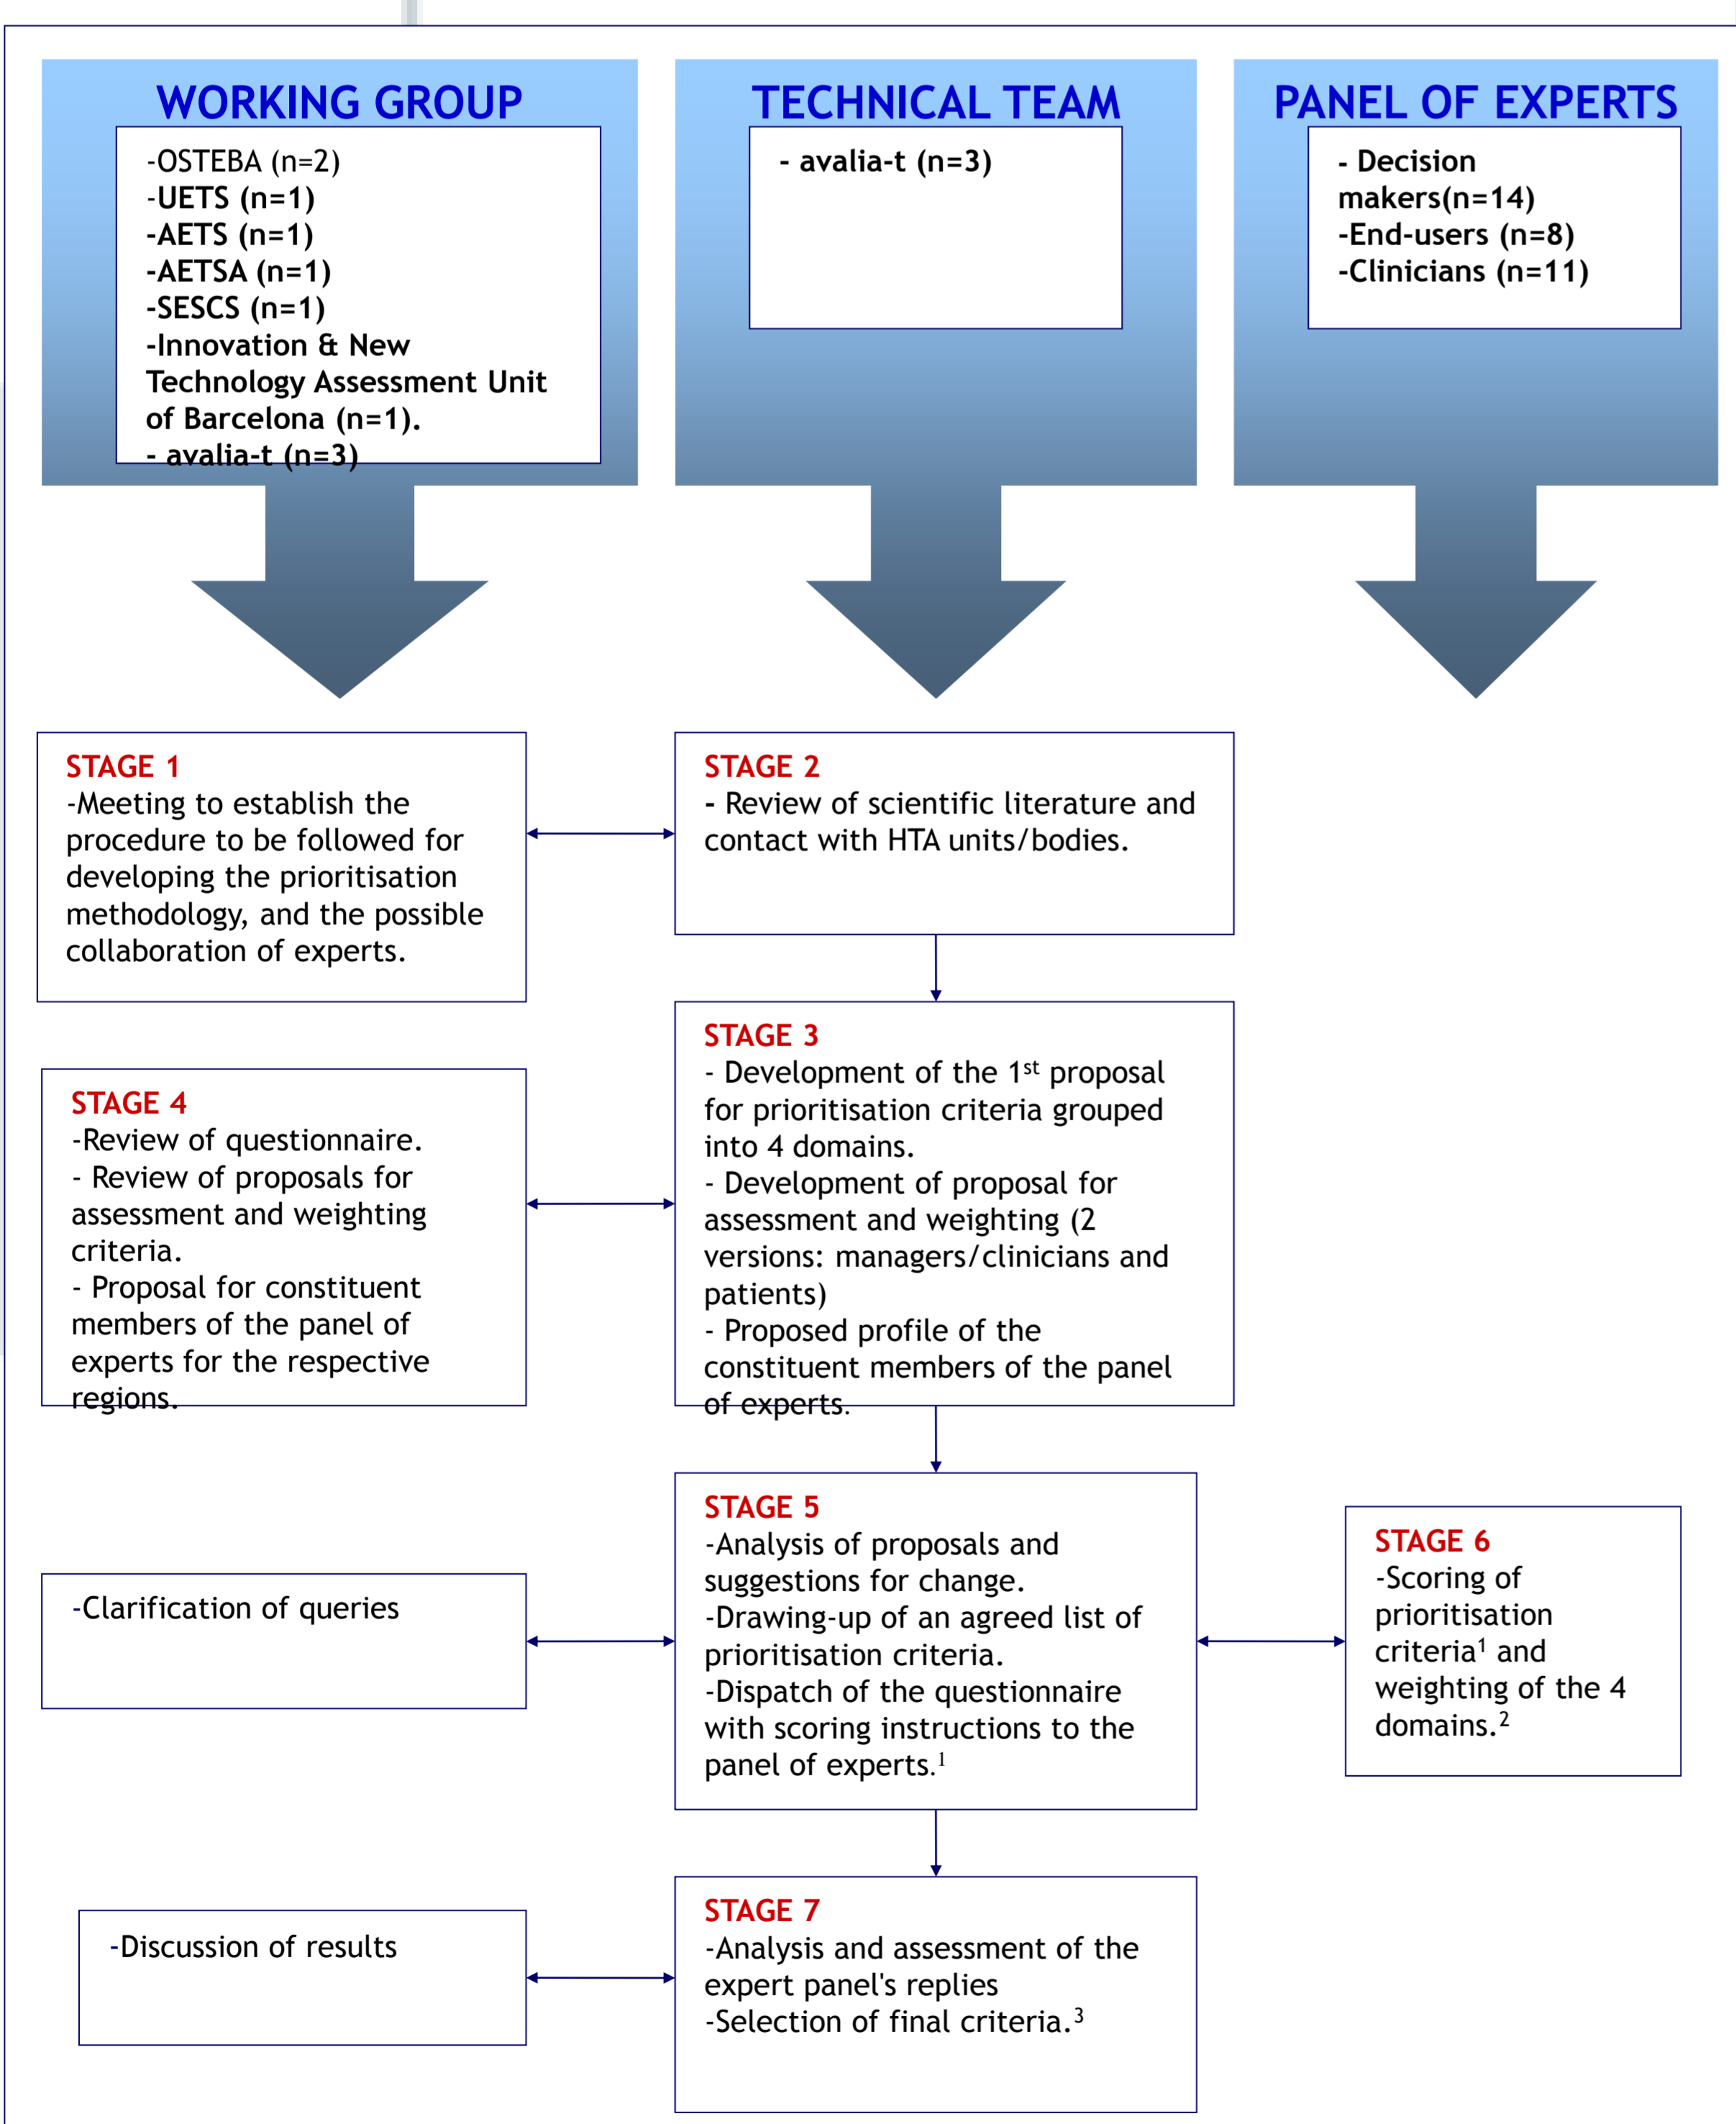 WORKING GROUP
-OSTEBA (n=2)
-UETS (n=1)
-AETS (n=1)
-AETSA (n=1)
-SESCS (n=1)
-Innovation & New
Technology Assessment Unit
of Barcelona (n=1).
- avalia-t (n=3)
TECHNICAL TEAM
- avalia-t (n=3)
PANEL OF EXPERTS
- Decision
makers(n=14)
-End-users (n=8)
-Clinicians (n=11)
STAGE 1
-Meeting to establish the
procedure to be followed for
developing the prioritisation
methodology, and the possible
collaboration of experts.
STAGE 2
- Review of scientific literature and
contact with HTA units/bodies.
STAGE 3
- Development of the 1st proposal
for prioritisation criteria grouped
into 4 domains.
- Development of proposal for
assessment and weighting (2
versions: managers/clinicians and
patients)
- Proposed profile of the
constituent members of the panel
of experts.
STAGE 4
-Review of questionnaire.
- Review of proposals for
assessment and weighting
criteria.
- Proposal for constituent
members of the panel of
experts for the respective
regions.
STAGE 5
-Analysis of proposals and
suggestions for change.
-Drawing-up of an agreed list of
prioritisation criteria.
-Dispatch of the questionnaire
with scoring instructions to the
panel of experts.1
-Clarification of queries
STAGE 6
-Scoring of
prioritisation
criteria1 and
weighting of the 4
domains.2
STAGE 7
-Analysis and assessment of the
expert panel's replies
-Selection of final criteria.3
-Discussion of results